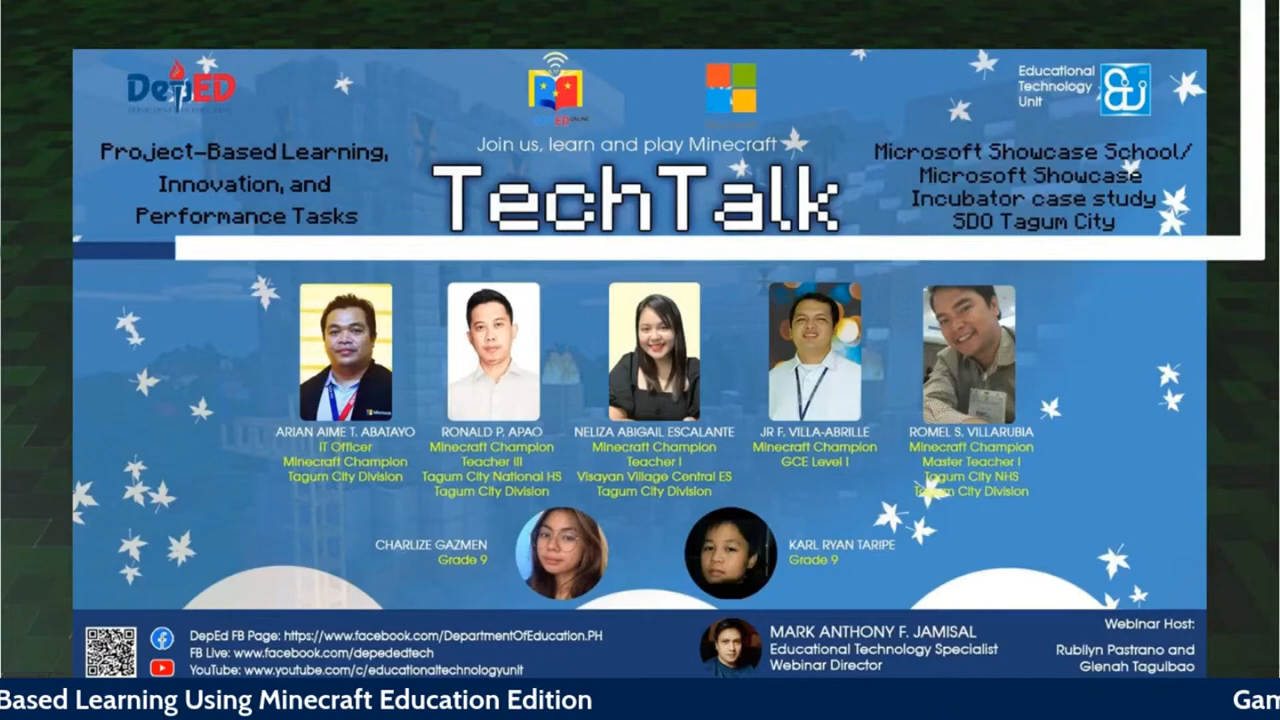 DepED
DEPARTMENT OF EDUCATION
DEPED ONLINE
Educational
Technology
Unit
Join us, learn and play Minecraft
TechTalk
Project-Based Learning,
Innovation, and
Performance Tasks
Microsoft Showcase School/
Microsoft Showcase
Incubator case study
SDO Tagum City
ARIAN AIME T. ABATAYO
IT Officer
Minecraft Champion
Tagum City Division
RONALD P. APAO
Minecraft Champion
Teacher III
Tagum City National HS
Tagum City Division
NELIZA ABIGAIL ESCALANTE
Minecraft Champion
Teacher I
Visayan Village Central ES
Tagum City Division
JR F. VILLA-ABRILLE
Minecraft Champion
GCE Level I
ROMEL S. VILLARUBIA
Minecraft Champion
Master Teacher I
Tagum City NHS
Tagum City Division
CHARLIZE GAZMEN
Grade 9
KARL RYAN TARIPE
Grade 9
DepEd FB Page: https://www.facebook.com/DepartmentOfEducation.PH
FB Live: www.facebook.com/depededtech
YouTube: www.youtube.com/c/educationaltechnologyunit
MARK ANTHONY F. JAMISAL
Educational Technology Specialist
Webinar Director
Webinar Host:
Rubilyn Pastrano and
Glenah Tagulbao
Based Learning Using Minecraft Education Edition
Gam